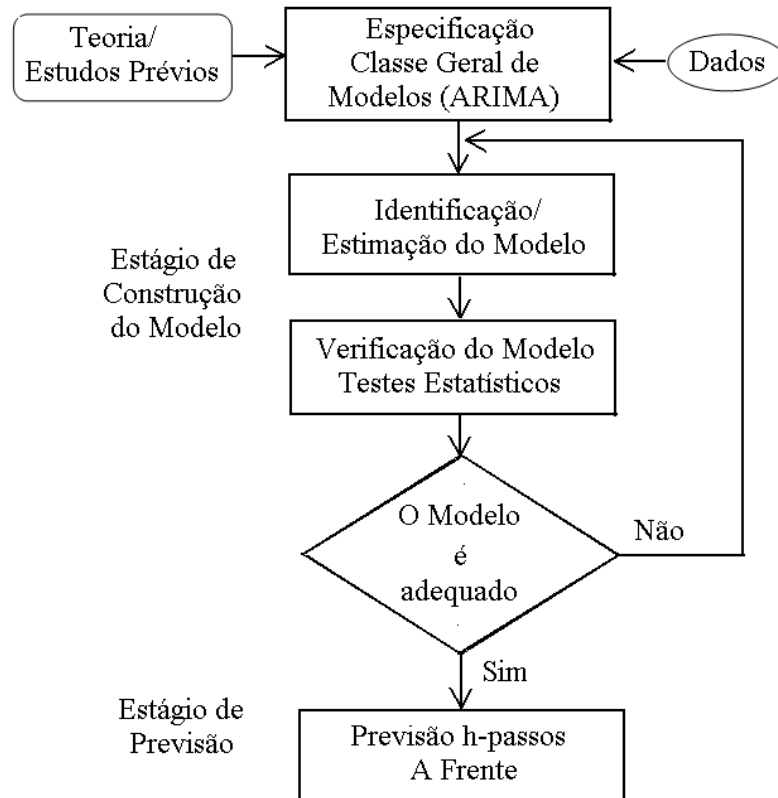 Teoria/
Estudos Prévios
Especificação
Classe Geral de
Modelos (ARIMA)
Dados
Identificação/
Estimação do Modelo
Estágio de
Construção
do Modelo
Verificação do Modelo
Testes Estatísticos
O Modelo
é
adequado
Não
Sim
Estágio de
Previsão
Previsão h-passos
A Frente